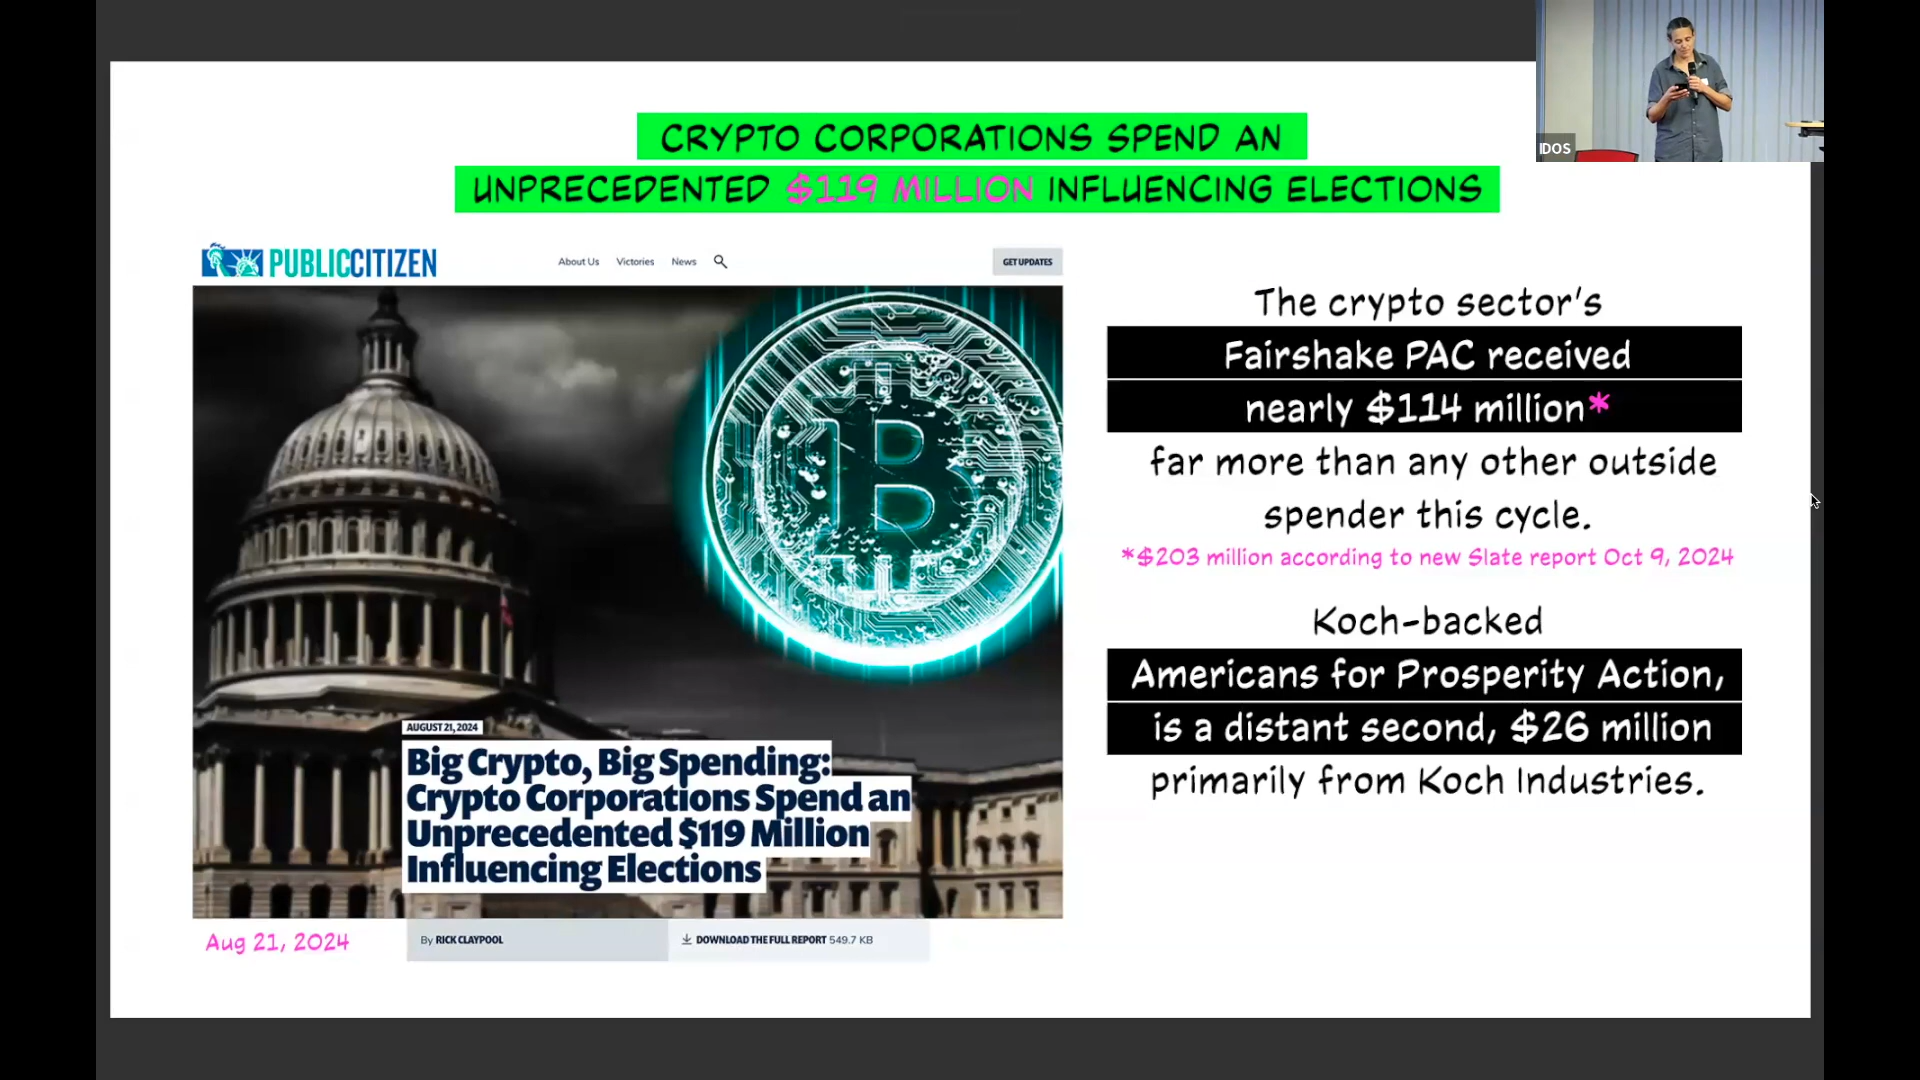 CRYPTO CORPORATIONS SPEND AN
UNPRECEDENTED $119 MILLION INFLUENCING ELECTIONS
IDOS
PUBLICCITIZEN
About Us Victories News
GET UPDATES
AUGUST 21, 2024
Big Crypto, Big Spending:
Crypto Corporations Spend an
Unprecedented $119 Million
Influencing Elections
Aug 21, 2024
By RICK CLAYPOOL
DOWNLOAD THE FULL REPORT 549.7 KB
The crypto sector's
Fairshake PAC received
nearly $114 million*
far more than any other outside
spender this cycle.
*$203 million according to new Slate report Oct 9, 2024
Koch-backed
Americans for Prosperity Action,
is a distant second, $26 million
primarily from Koch Industries.